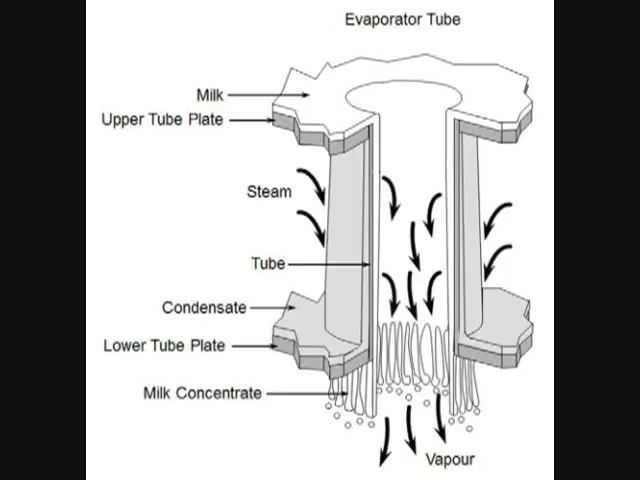 Evaporator Tube
Milk
Upper Tube Plate
Steam
Tube
Condensate
Lower Tube Plate
Milk Concentrate
Vapour